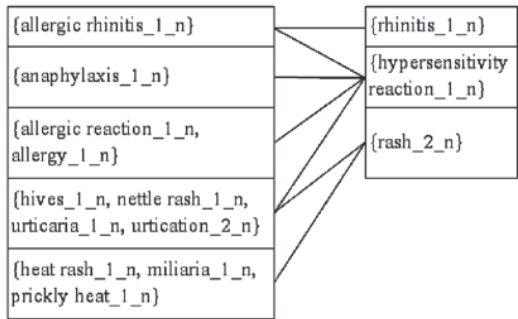 {allergic rhinitis_1_n}
{anaphylaxis_1_n}
{allergic reaction_1_n,
allergy_1_n}
{hives_1_n, nettle rash_1_n,
urticaria_1_n, urtication_2_n}
{heat rash_1_n, miliaria_1_n,
prickly heat_1_n}
{rhinitis_1_n}
{hypersensitivity
reaction_1_n}
{rash_2_n}